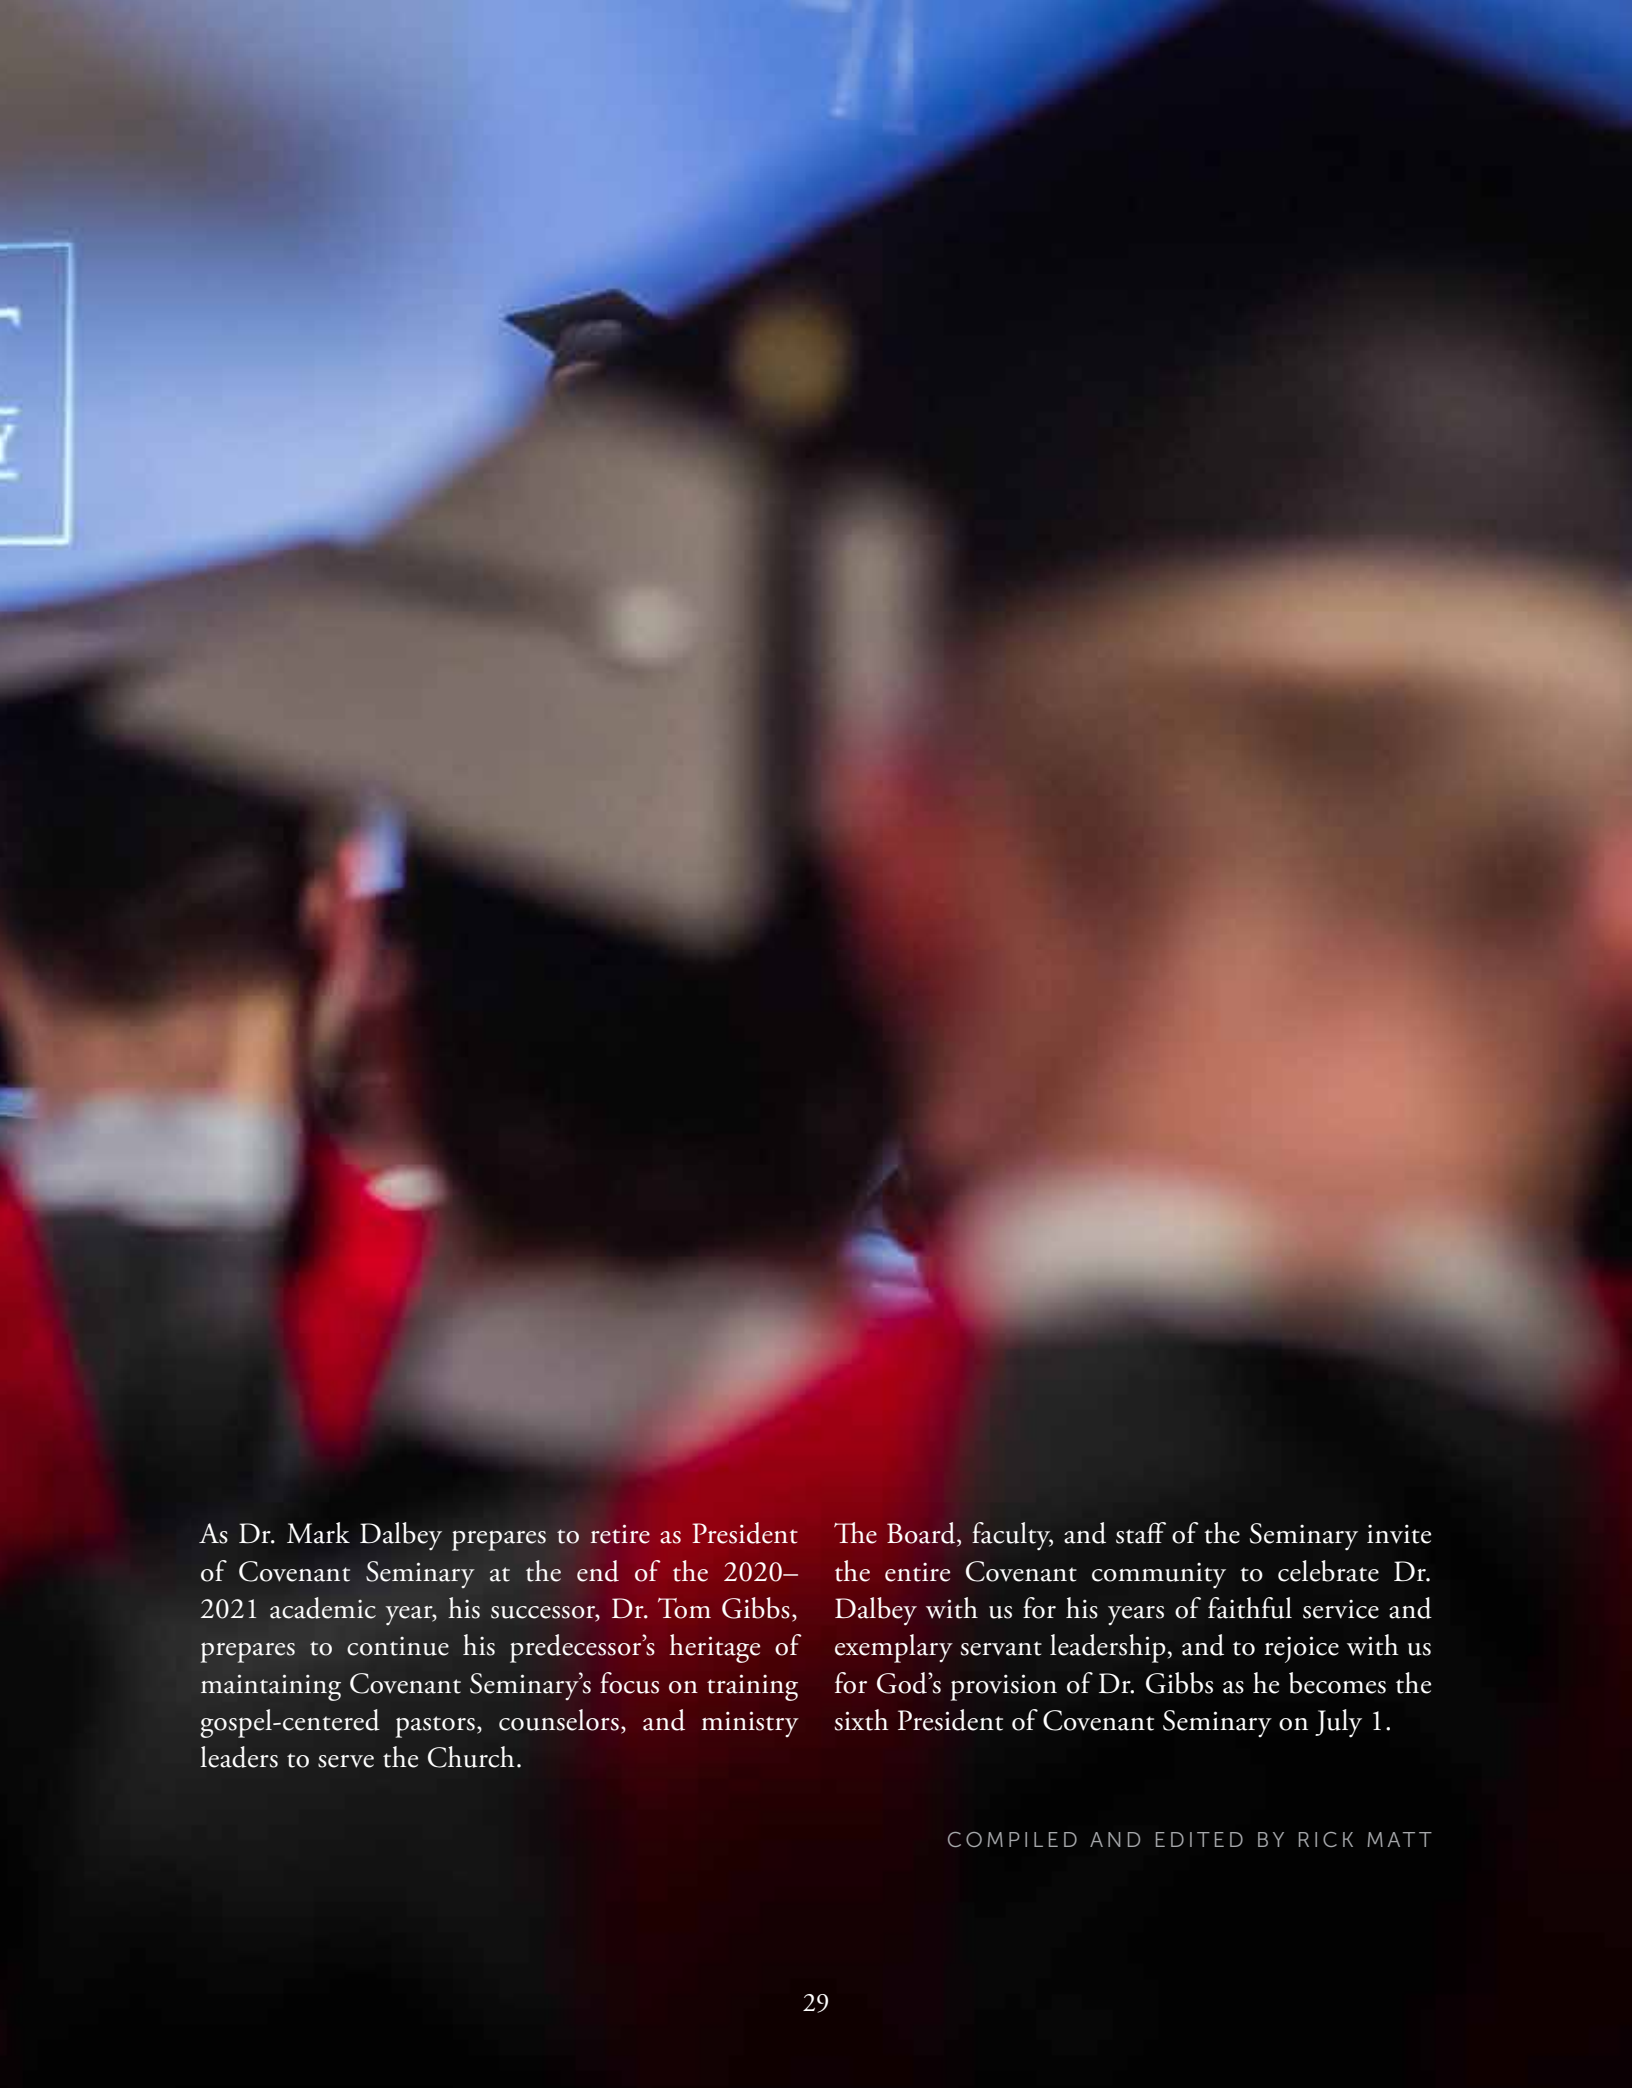 T
Y
As Dr. Mark Dalbey prepares to retire as President
of Covenant Seminary at the end of the 2020–
2021 academic year, his successor, Dr. Tom Gibbs,
prepares to continue his predecessor’s heritage of
maintaining Covenant Seminary’s focus on training
gospel-centered pastors, counselors, and ministry
leaders to serve the Church.
The Board, faculty, and staff of the Seminary invite
the entire Covenant community to celebrate Dr.
Dalbey with us for his years of faithful service and
exemplary servant leadership, and to rejoice with us
for God’s provision of Dr. Gibbs as he becomes the
sixth President of Covenant Seminary on July 1.
COMPILED AND EDITED BY RICK MATT
29